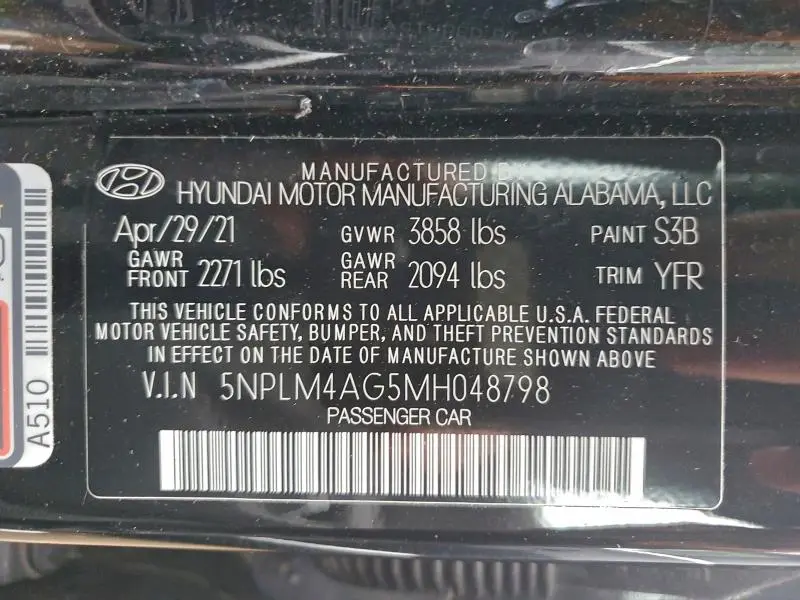 MANUFACTURED BY
HYUNDAI MOTOR MANUFACTURING ALABAMA, LLC
Apr/29/21 GVWR 3858 lbs PAINT S3B
GAWR FRONT 2271 lbs GAWR REAR 2094 lbs TRIM YFR
THIS VEHICLE CONFORMS TO ALL APPLICABLE U.S.A. FEDERAL
MOTOR VEHICLE SAFETY, BUMPER, AND THEFT PREVENTION STANDARDS
IN EFFECT ON THE DATE OF MANUFACTURE SHOWN ABOVE
V.I.N 5NPLM4AG5MH048798
PASSENGER CAR
A510